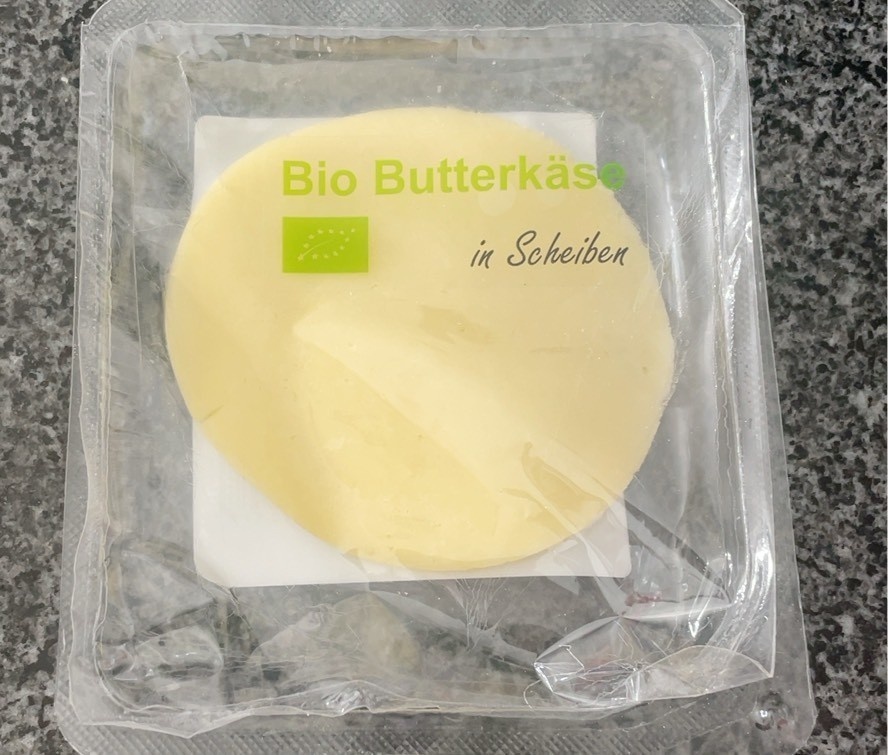 Bio Butterkäse
in Scheiben